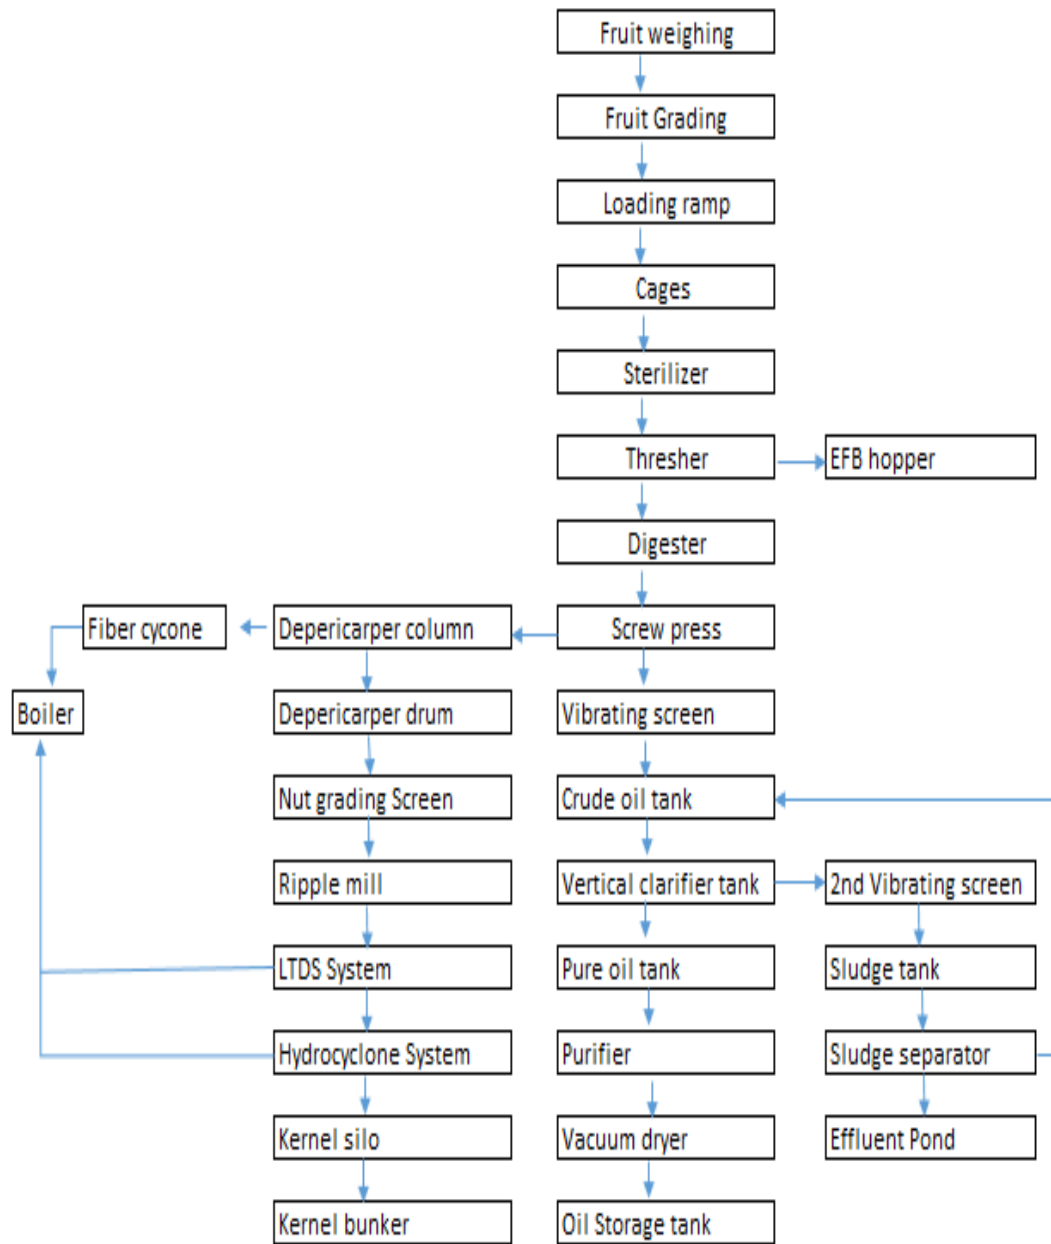 Fruit weighing
Fruit Grading
Loading ramp
Cages
Sterilizer
Thresher
EFB hopper
Digester
Fiber cycone
Depericarper column
Screw press
Boiler
Depericarper drum
Vibrating screen
Nut grading Screen
Crude oil tank
Ripple mill
Vertical clarifier tank
2nd Vibrating screen
LTDS System
Pure oil tank
Sludge tank
Hydrocyclone System
Purifier
Sludge separator
Kernel silo
Vacuum dryer
Effluent Pond
Kernel bunker
Oil Storage tank